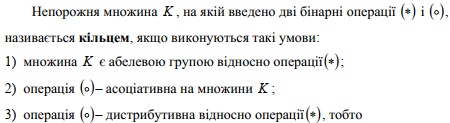 Непорожня множина K, на якій введено дві бінарні операції (∗) і (∘),
називається кільцем, якщо виконуються такі умови:
1) множина K є абелевою групою відносно операції(∗);
2) операція (∘)– асоціативна на множини K;
3) операція (∘)– дистрибутивна відносно операції(∗), тобто